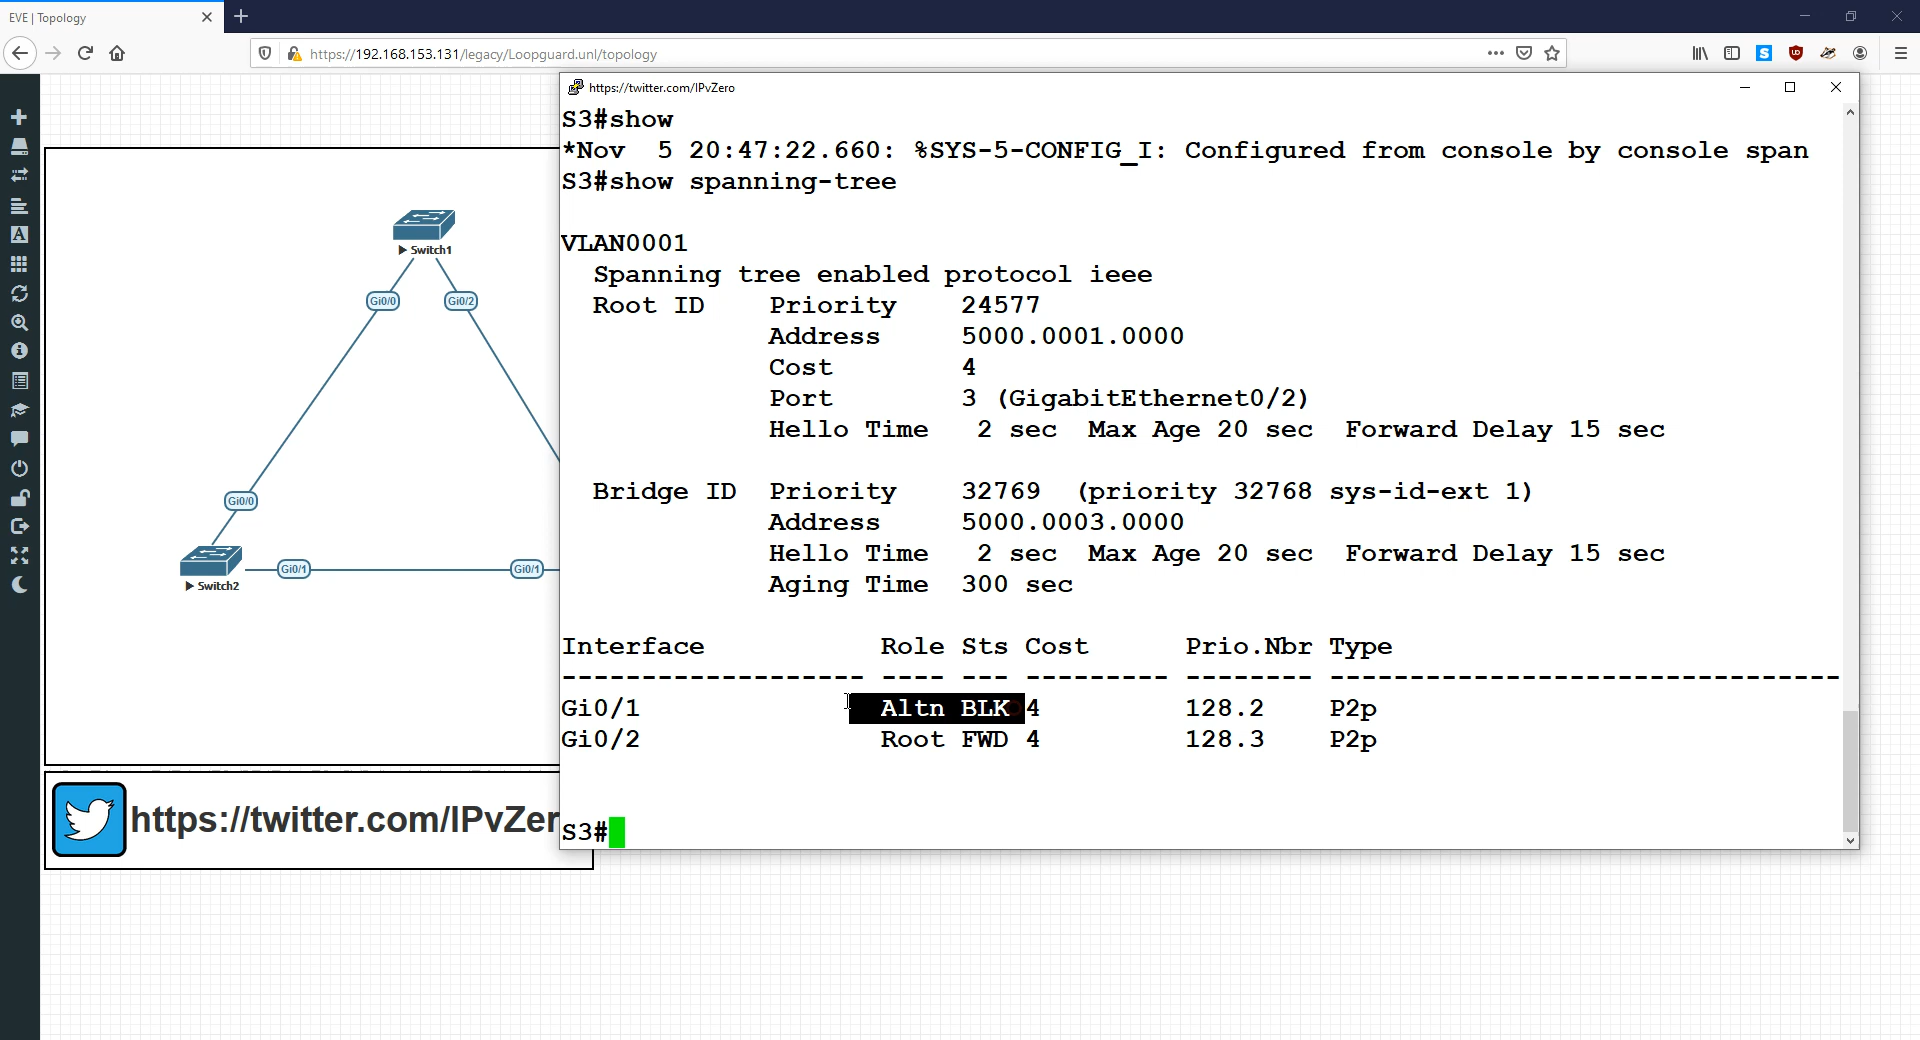 EVE | Topology
https://192.168.153.131/legacy/Loopguard.unl/topology
https://twitter.com/IPvZero
S3#show
*Nov  5 20:47:22.660: %SYS-5-CONFIG_I: Configured from console by console span
S3#show spanning-tree
VLAN0001
  Spanning tree enabled protocol ieee
  Root ID    Priority    24577
             Address     5000.0001.0000
             Cost        4
             Port        3 (GigabitEthernet0/2)
             Hello Time   2 sec  Max Age 20 sec  Forward Delay 15 sec
  Bridge ID  Priority    32769  (priority 32768 sys-id-ext 1)
             Address     5000.0003.0000
             Hello Time   2 sec  Max Age 20 sec  Forward Delay 15 sec
             Aging Time  300 sec
Interface           Role Sts Cost      Prio.Nbr Type
------------------- ---- --- --------- -------- --------------------------------
Gi0/1               Altn BLK 4         128.2    P2p
Gi0/2               Root FWD 4         128.3    P2p
S3#
Switch1
Gi0/0
Gi0/2
Gi0/0
Gi0/1
Gi0/1
Switch2
https://twitter.com/IPvZer